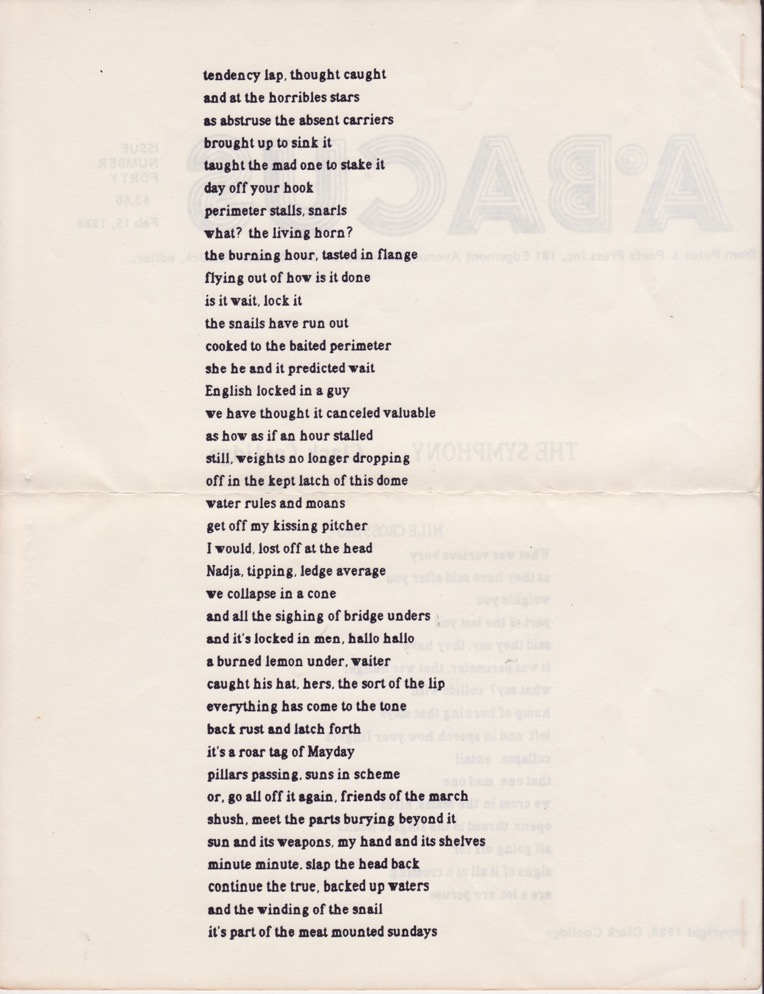 tendency lap, thought caught
and at the horribles stars
as abstruse the absent carriers
brought up to sink it
taught the mad one to stake it
day off your hook
perimeter stalls, snarls
what? the living horn?
the burning hour, tasted in flange
flying out of how is it done
is it wait, lock it
the snails have run out
cooked to the baited perimeter
she he and it predicted wait
English locked in a guy
we have thought it canceled valuable
as how as if an hour stalled
still, weights no longer dropping
off in the kept latch of this dome
water rules and moans
get off my kissing pitcher
I would, lost off at the head
Nadja, tipping, ledge average
we collapse in a cone
and all the sighing of bridge unders
and it's locked in men, hallo hallo
a burned lemon under, waiter
caught his hat, hers, the sort of the lip
everything has come to the tone
back rust and latch forth
it's a roar tag of Mayday
pillars passing, suns in scheme
or, go all off it again, friends of the march
shush, meet the parts burying beyond it
sun and its weapons, my hand and its shelves
minute minute, slap the head back
continue the true, backed up waters
and the winding of the snail
it's part of the meat mounted sundays